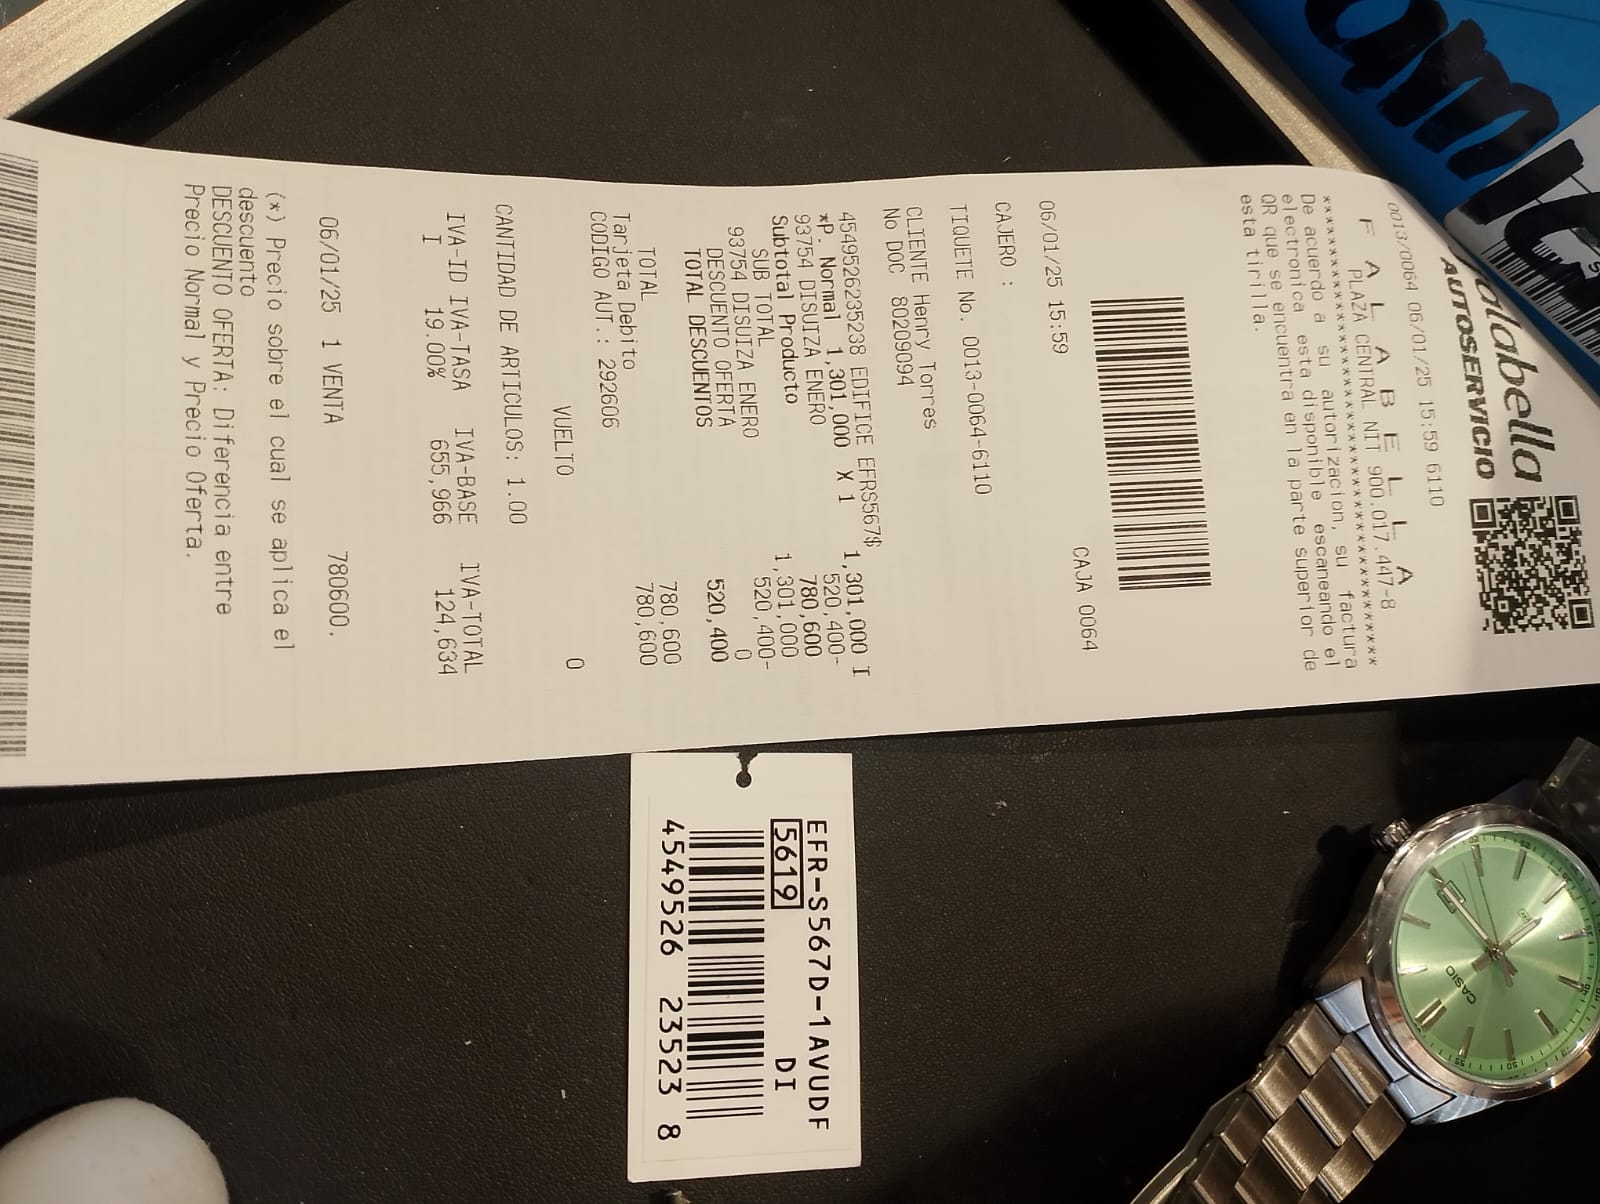 falabella
AUTOSERVICIO
0013/0064 06/01/25 15:59 6110
F A L A B E L L A
PLAZA CENTRAL NIT 900.017.447-8
De acuerdo a su autorizacion, su factura
electronica esta disponible escaneando el
QR que se encuentra en la parte superior de
esta tirilla.
CAJA 0064
06/01/25 15:59
CAJERO :
TIQUETE No. 0013-0064-6110
CLIENTE Henry Torres
No DOC 80209094
4549526235238 EDIFICE EFRS567$ 1,301,000 I
*P. Normal 1,301,000 X 1
93754 DISUIZA ENERO 520,400-
Subtotal Producto 780,600
SUB TOTAL 1,301,000
93754 DISUIZA ENERO 520,400-
DESCUENTO OFERTA 0
TOTAL DESCUENTOS 520,400
TOTAL 780,600
Tarjeta Debito 780,600
CODIGO AUT.: 292606
VUELTO 0
CANTIDAD DE ARTICULOS: 1.00
IVA-ID IVA-TASA IVA-BASE IVA-TOTAL
I 19.00% 655,966 124,634
06/01/25 1 VENTA 780600.
(*) Precio sobre el cual se aplica el
descuento
DESCUENTO OFERTA: Diferencia entre
Precio Normal y Precio Oferta.
EFR-S567D-1AVUDF
5619 DI
4549526 23523 8
CASIO